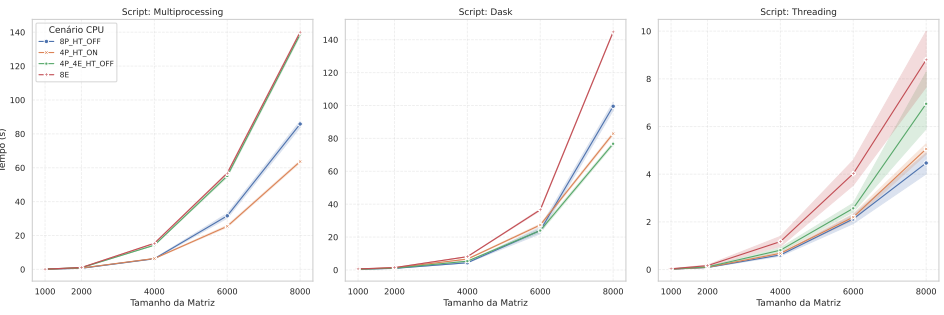 Script: Multiprocessing
140
120
100
80
60
40
20
0
1000 2000 4000 6000 8000
Tamanho da Matriz
Tempo (s)
Cenário CPU
8P_HT_OFF
4P_HT_ON
4P_4E_HT_OFF
8E
Script: Dask
140
120
100
80
60
40
20
0
1000 2000 4000 6000 8000
Tamanho da Matriz
Script: Threading
10
8
6
4
2
0
1000 2000 4000 6000 8000
Tamanho da Matriz